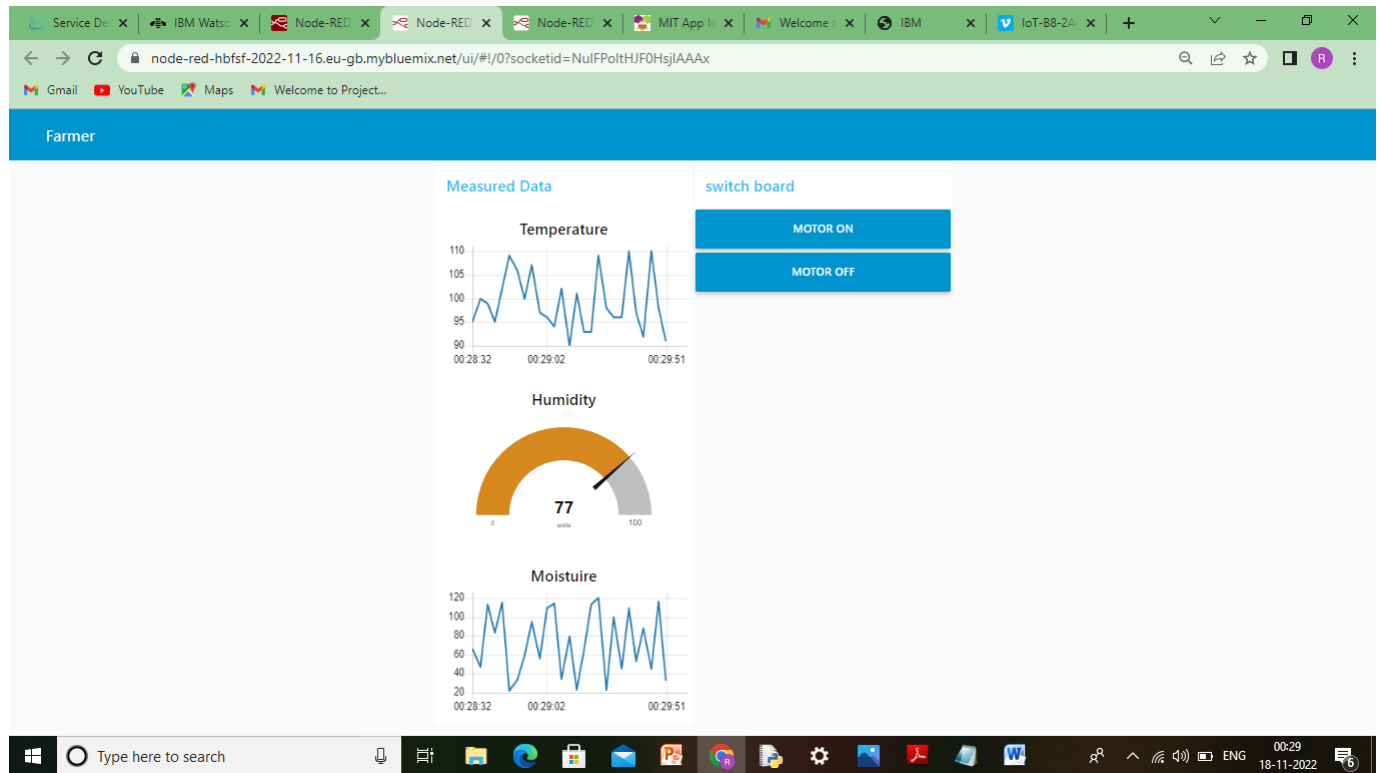 Service De
IBM Watso
Node-RED
Node-RED
Node-RED
MIT App In
Welcome t
IBM
IoT-B8-2A
node-red-hbfsf-2022-11-16.eu-gb.mybluemix.net/ui/#!/0?socketid=NuIFPoltHJF0HsjIAAAx
R
Gmail
YouTube
Maps
Welcome to Project...
Farmer
Measured Data
Temperature
110
105
100
95
90
00:28:32
00:29:02
00:29:51
Humidity
77
units
0
100
Moistuire
120
100
80
60
40
20
00:28:32
00:29:02
00:29:51
switch board
MOTOR ON
MOTOR OFF
Type here to search
ENG
00:29
18-11-2022
6